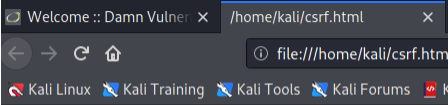 Welcome :: Damn Vulner
/home/kali/csrf.html
file:///home/kali/csrf.htm
Kali Linux
Kali Training
Kali Tools
Kali Forums